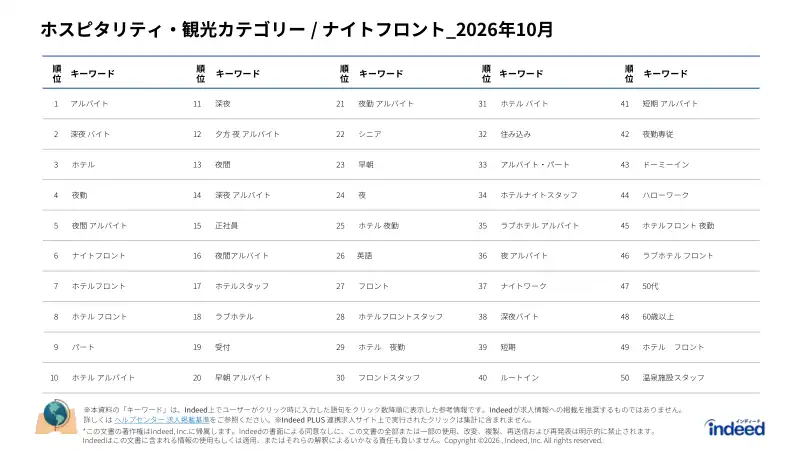 ホスピタリティ・観光カテゴリー / ナイトフロント_2026年10月
順位 キーワード 順位 キーワード 順位 キーワード 順位 キーワード 順位 キーワード
1 アルバイト 11 深夜 21 夜勤 アルバイト 31 ホテル バイト 41 短期 アルバイト
2 深夜 バイト 12 夕方 夜 アルバイト 22 シニア 32 住み込み 42 夜勤専従
3 ホテル 13 夜間 23 早朝 33 アルバイト・パート 43 ドーミーイン
4 夜勤 14 深夜 アルバイト 24 夜 34 ホテルナイトスタッフ 44 ハローワーク
5 夜間 アルバイト 15 正社員 25 ホテル 夜勤 35 ラブホテル アルバイト 45 ホテルフロント 夜勤
6 ナイトフロント 16 夜間アルバイト 26 英語 36 夜 アルバイト 46 ラブホテル フロント
7 ホテルフロント 17 ホテルスタッフ 27 フロント 37 ナイトワーク 47 50代
8 ホテル フロント 18 ラブホテル 28 ホテルフロントスタッフ 38 深夜バイト 48 60歳以上
9 パート 19 受付 29 ホテル　夜勤 39 短期 49 ホテル　フロント
10 ホテル アルバイト 20 早朝 アルバイト 30 フロントスタッフ 40 ルートイン 50 温泉施設スタッフ
※本資料の「キーワード」は、Indeed上でユーザーがクリック時に入力した語句をクリック数降順に表示した参考情報です。Indeedが求人情報への掲載を推奨するものではありません。
詳しくは ヘルプセンター 求人掲載基準をご参照ください。※Indeed PLUS 連携求人サイト上で実行されたクリックは集計に含まれません。
*この文書の著作権はIndeed, Inc.に帰属します。Indeedの書面による同意なしに、この文書の全部または一部の使用、改変、複製、再送信および再発表は明示的に禁止されます。
Indeedはこの文書に含まれる情報の使用もしくは適用、またはそれらの解釈によるいかなる責任も負いません。Copyright ©2026 , Indeed, Inc. All rights reserved.
インディード
indeed